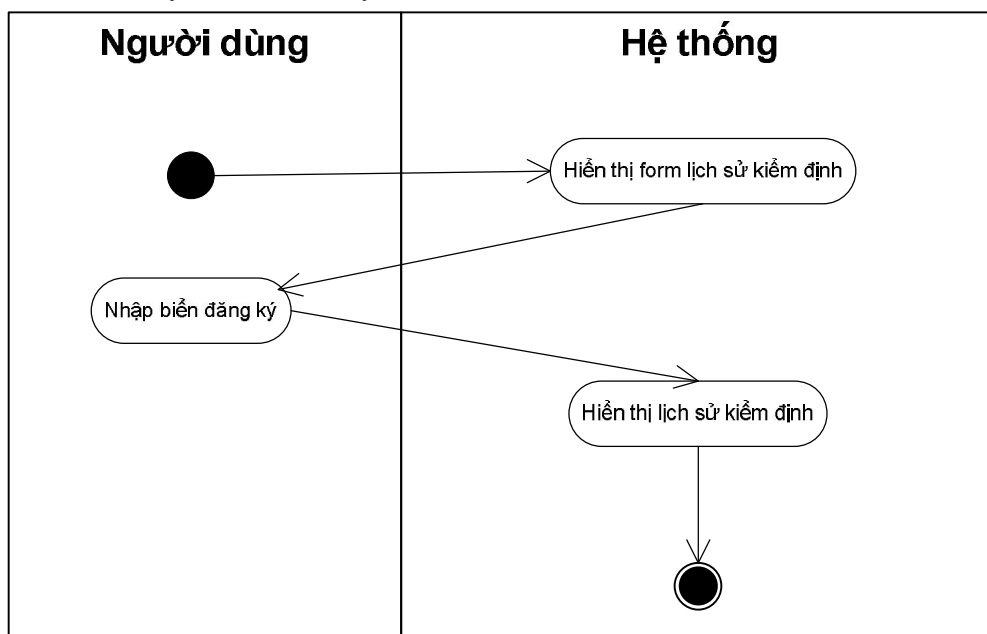 Người dùng
Hệ thống
Hiển thị form lịch sử kiểm định
Nhập biển đăng ký
Hiển thị lịch sử kiểm định